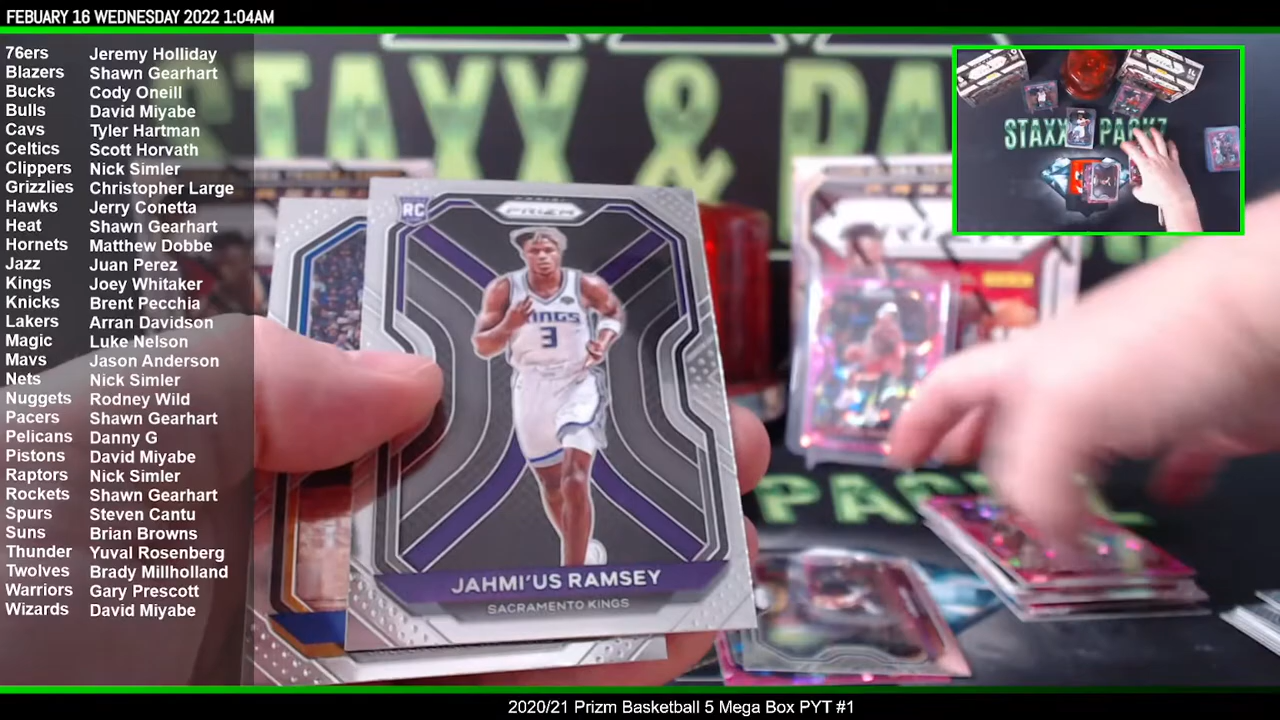 FEBUARY 16 WEDNESDAY 2022 1:04AM
76ers Jeremy Holliday
Blazers Shawn Gearhart
Bucks Cody Oneill
Bulls David Miyabe
Cavs Tyler Hartman
Celtics Scott Horvath
Clippers Nick Simler
Grizzlies Christopher Large
Hawks Jerry Conetta
Heat Shawn Gearhart
Hornets Matthew Dobbe
Jazz Juan Perez
Kings Joey Whitaker
Knicks Brent Pecchia
Lakers Arran Davidson
Magic Luke Nelson
Mavs Jason Anderson
Nets Nick Simler
Nuggets Rodney Wild
Pacers Shawn Gearhart
Pelicans Danny G
Pistons David Miyabe
Raptors Nick Simler
Rockets Shawn Gearhart
Spurs Steven Cantu
Suns Brian Browns
Thunder Yuval Rosenberg
Twolves Brady Millholland
Warriors Gary Prescott
Wizards David Miyabe
STAXX & PA
RC
PRIZM
KINGS
3
JAHMI'US RAMSEY
SACRAMENTO KINGS
STAXX PACKZ
2020/21 Prizm Basketball 5 Mega Box PYT #1